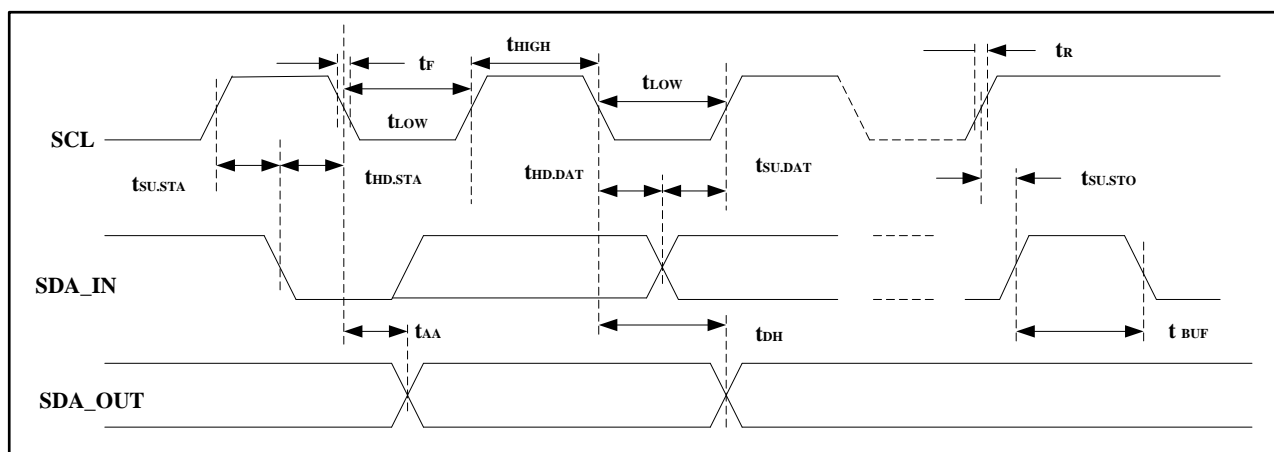 tHIGH
tF
tR
tLOW
tLOW
SCL
tSU.STA
tHD.STA
tHD.DAT
tSU.DAT
tSU.STO
SDA_IN
tAA
tDH
t BUF
SDA_OUT